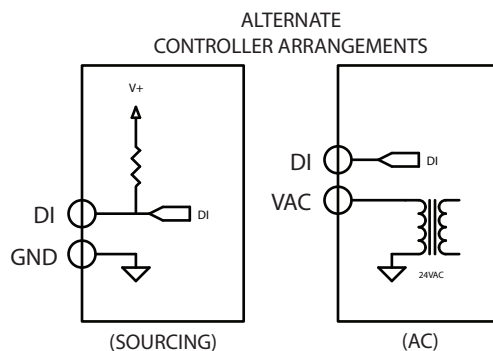 ALTERNATE
CONTROLLER ARRANGEMENTS
V+
DI
DI
GND
(SOURCING)
DI
DI
VAC
24VAC
(AC)